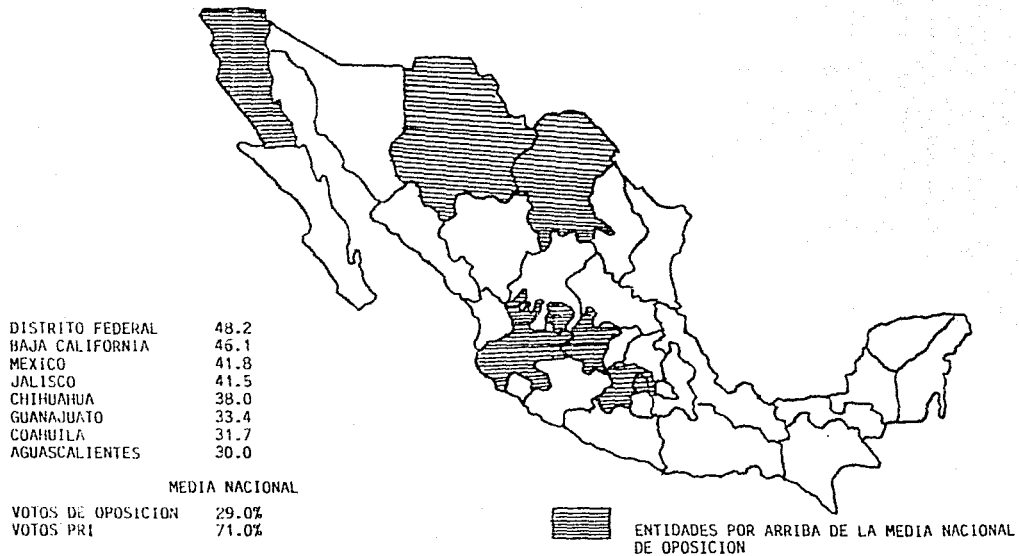 DISTRITO FEDERAL 48.2
BAJA CALIFORNIA 46.1
MEXICO 41.8
JALISCO 41.5
CHIHUAHUA 38.0
GUANAJUATO 33.4
COAHUILA 31.7
AGUASCALIENTES 30.0
MEDIA NACIONAL
VOTOS DE OPOSICION 29.0%
VOTOS PRI 71.0%
ENTIDADES POR ARRIBA DE LA MEDIA NACIONAL
DE OPOSICION